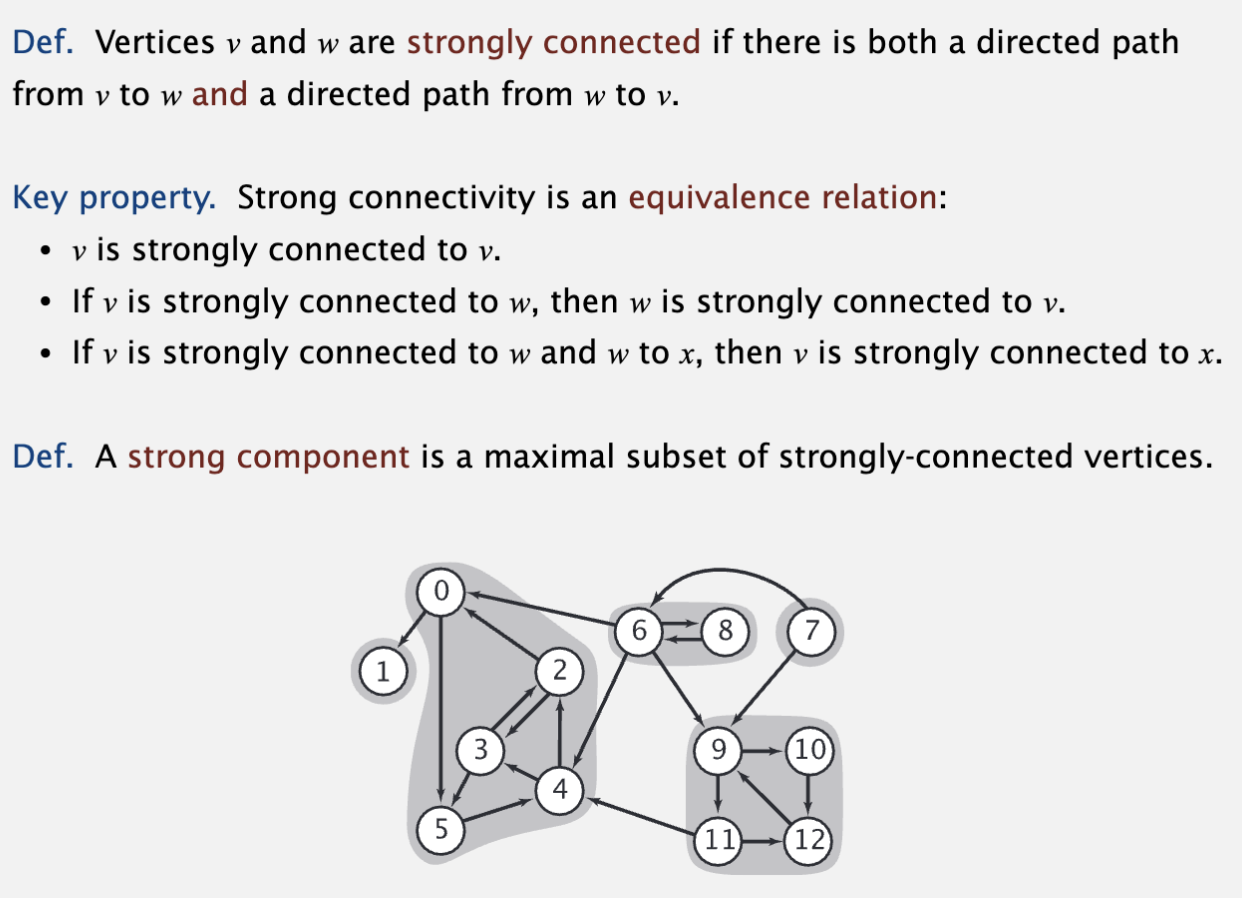 Def. Vertices v and w are strongly connected if there is both a directed path
from v to w and a directed path from w to v.
Key property. Strong connectivity is an equivalence relation:
• v is strongly connected to v.
• If v is strongly connected to w, then w is strongly connected to v.
• If v is strongly connected to w and w to x, then v is strongly connected to x.
Def. A strong component is a maximal subset of strongly-connected vertices.
0
6 8 7
1 2
3 9 10
4
5 11 12